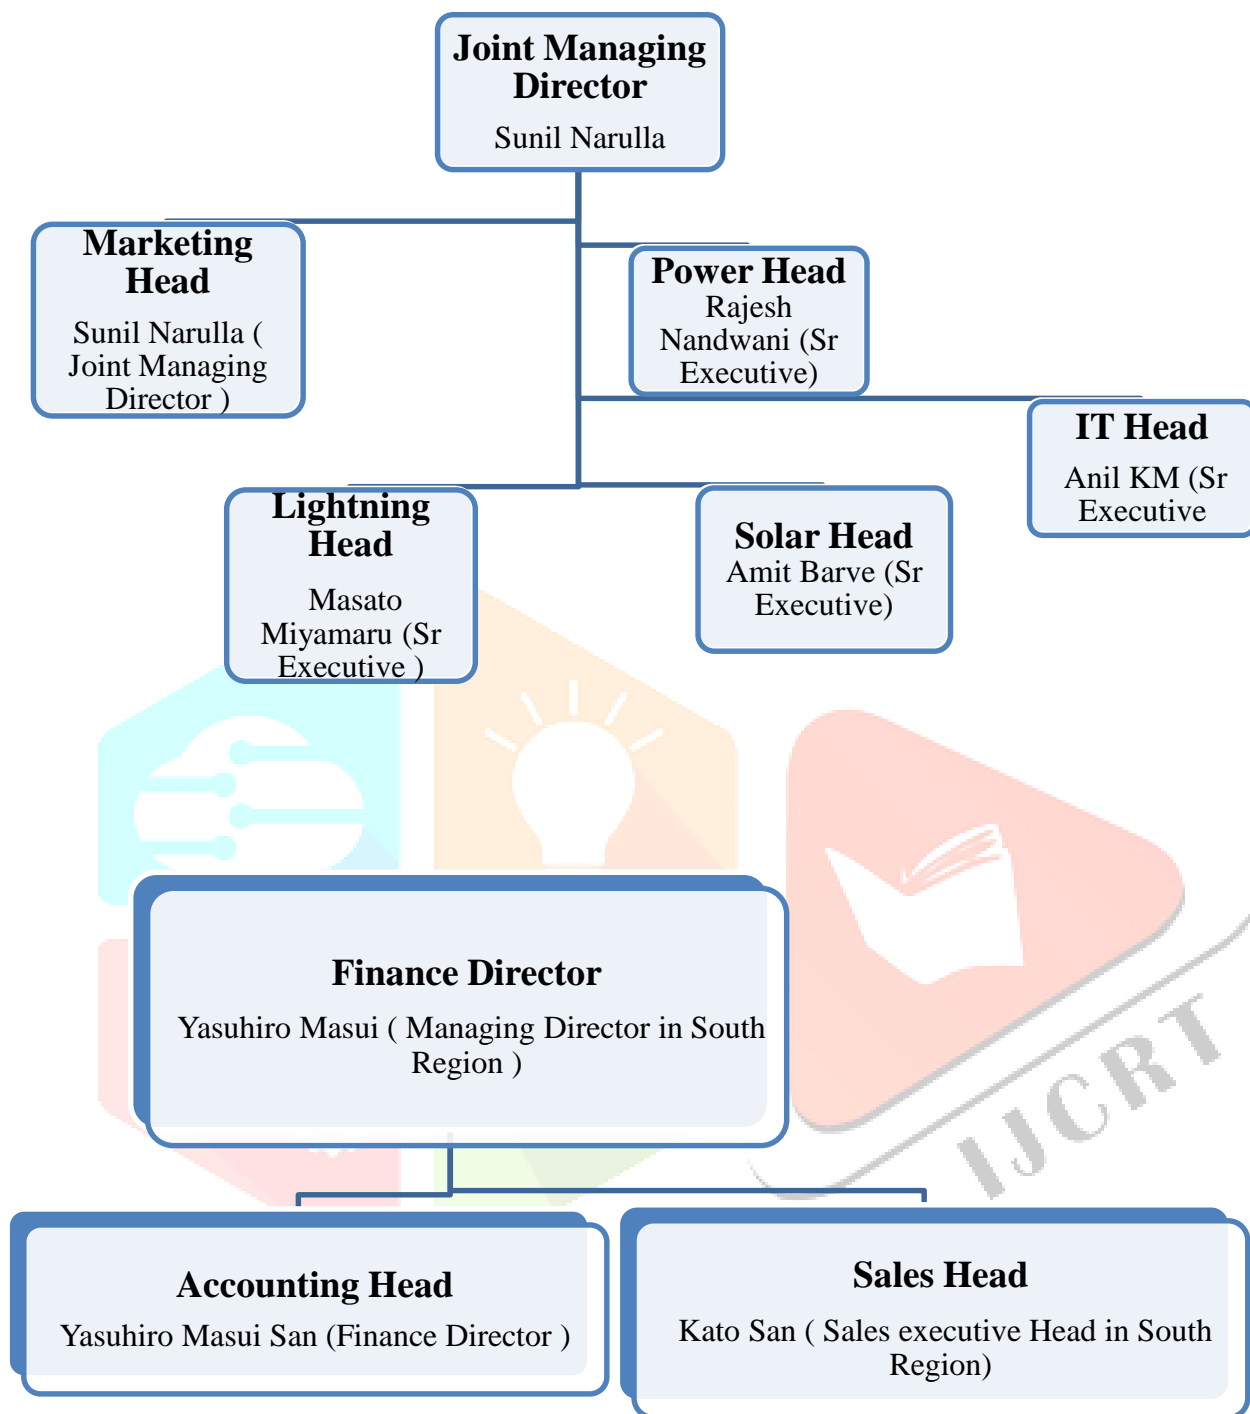 Joint Managing
Director
Sunil Narulla
Marketing
Head
Sunil Narulla (
Joint Managing
Director )
Power Head
Rajesh
Nandwani (Sr
Executive)
IT Head
Anil KM (Sr
Executive
Lightning
Head
Masato
Miyamaru (Sr
Executive )
Solar Head
Amit Barve (Sr
Executive)
Finance Director
Yasuhiro Masui ( Managing Director in South
Region )
IJCRT
Accounting Head
Yasuhiro Masui San (Finance Director )
Sales Head
Kato San ( Sales executive Head in South
Region)